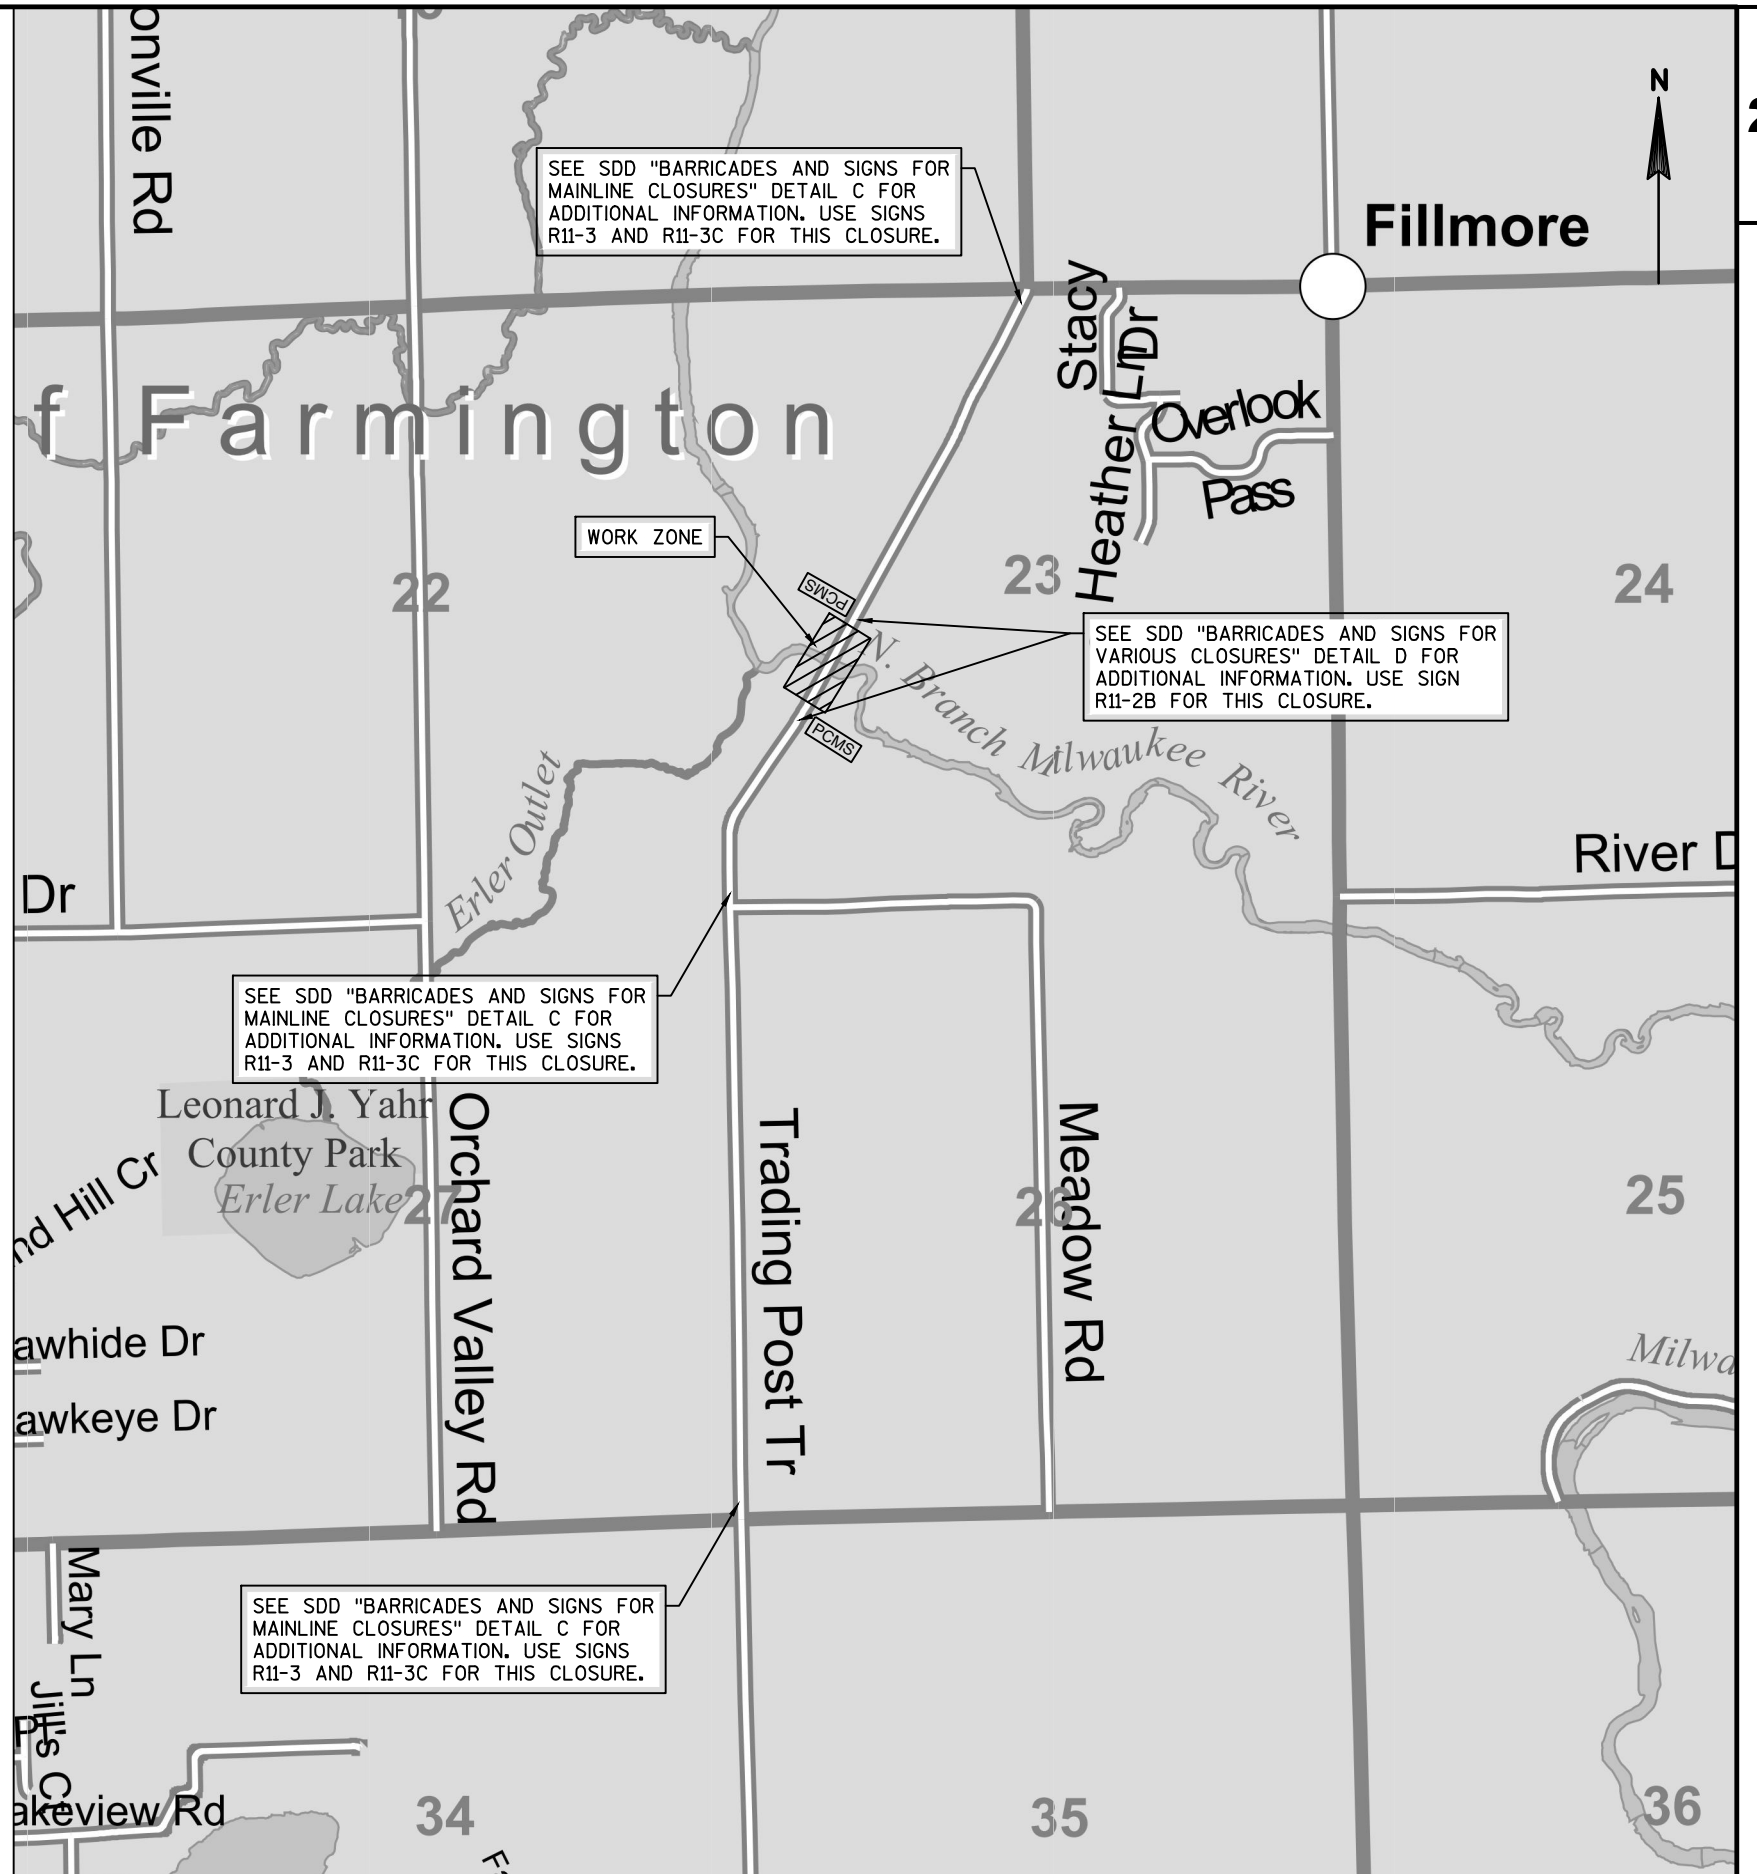 onville Rd
N
SEE SDD "BARRICADES AND SIGNS FOR
MAINLINE CLOSURES" DETAIL C FOR
ADDITIONAL INFORMATION. USE SIGNS
R11-3 AND R11-3C FOR THIS CLOSURE.
Fillmore
Stacy
Dr
f Farmington
Heather Ln
Overlook
Pass
WORK ZONE
22
23
24
PCMS
SEE SDD "BARRICADES AND SIGNS FOR
VARIOUS CLOSURES" DETAIL D FOR
ADDITIONAL INFORMATION. USE SIGN
R11-2B FOR THIS CLOSURE.
N. Branch Milwaukee River
PCMS
Erler Outlet
River D
Dr
SEE SDD "BARRICADES AND SIGNS FOR
MAINLINE CLOSURES" DETAIL C FOR
ADDITIONAL INFORMATION. USE SIGNS
R11-3 AND R11-3C FOR THIS CLOSURE.
Leonard J. Yahr
County Park
Erler Lake
27
nd Hill Cr
Orchard Valley Rd
Trading Post Tr
26
Meadow Rd
25
awhide Dr
awkeye Dr
Milwa
SEE SDD "BARRICADES AND SIGNS FOR
MAINLINE CLOSURES" DETAIL C FOR
ADDITIONAL INFORMATION. USE SIGNS
R11-3 AND R11-3C FOR THIS CLOSURE.
Mary Ln
Jill's Ct
akeview Rd
34
35
36